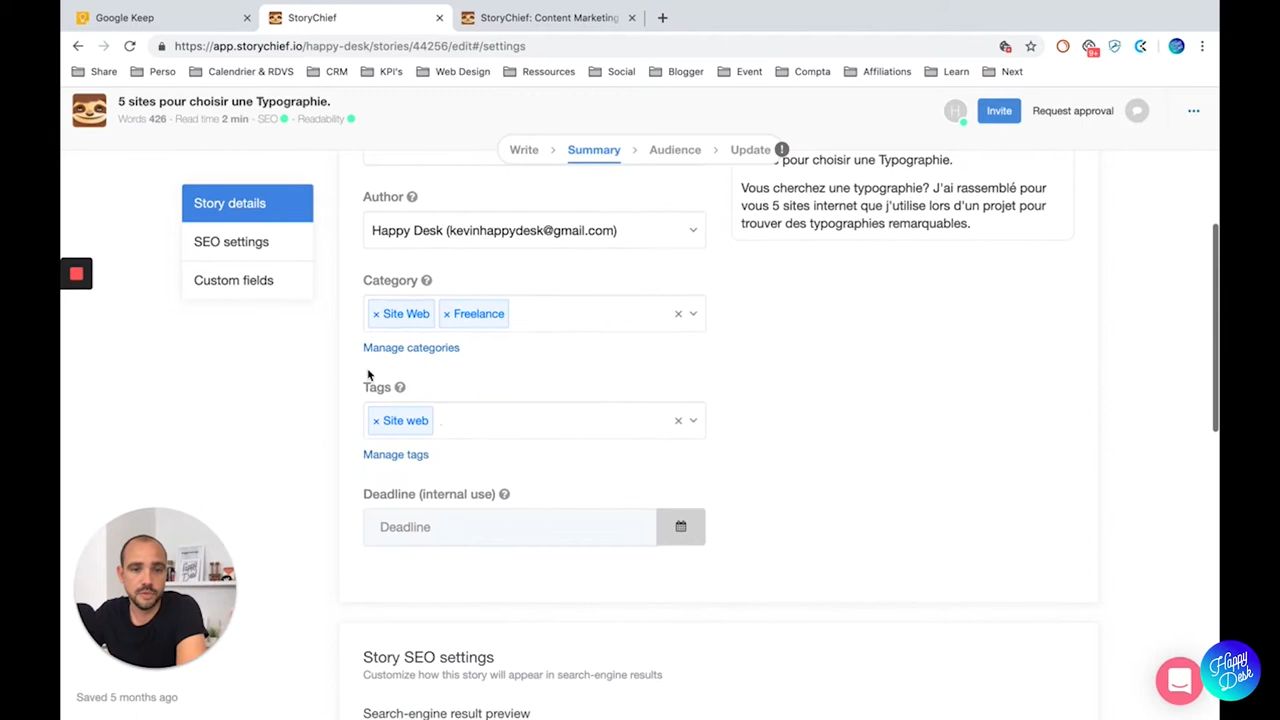 Google Keep
StoryChief
StoryChief: Content Marketing
https://app.storychief.io/happy-desk/stories/44256/edit#/settings
9+
Share
Perso
Calendrier & RDVS
CRM
KPI's
Web Design
Ressources
Social
Blogger
Event
Compta
Affiliations
Learn
Next
5 sites pour choisir une Typographie.
Words 426 - Read time 2 min - SEO - Readability
H
Invite
Request approval
Write > Summary > Audience > Update
Story details
SEO settings
Custom fields
pour choisir une Typographie.
Vous cherchez une typographie? J'ai rassemblé pour
vous 5 sites internet que j'utilise lors d'un projet pour
trouver des typographies remarquables.
Author
Happy Desk (kevinhappydesk@gmail.com)
Category
× Site Web × Freelance
Manage categories
Tags
× Site web
Manage tags
Deadline (internal use)
Deadline
Story SEO settings
Customize how this story will appear in search-engine results
Search-engine result preview
Saved 5 months ago
Happy
Desk